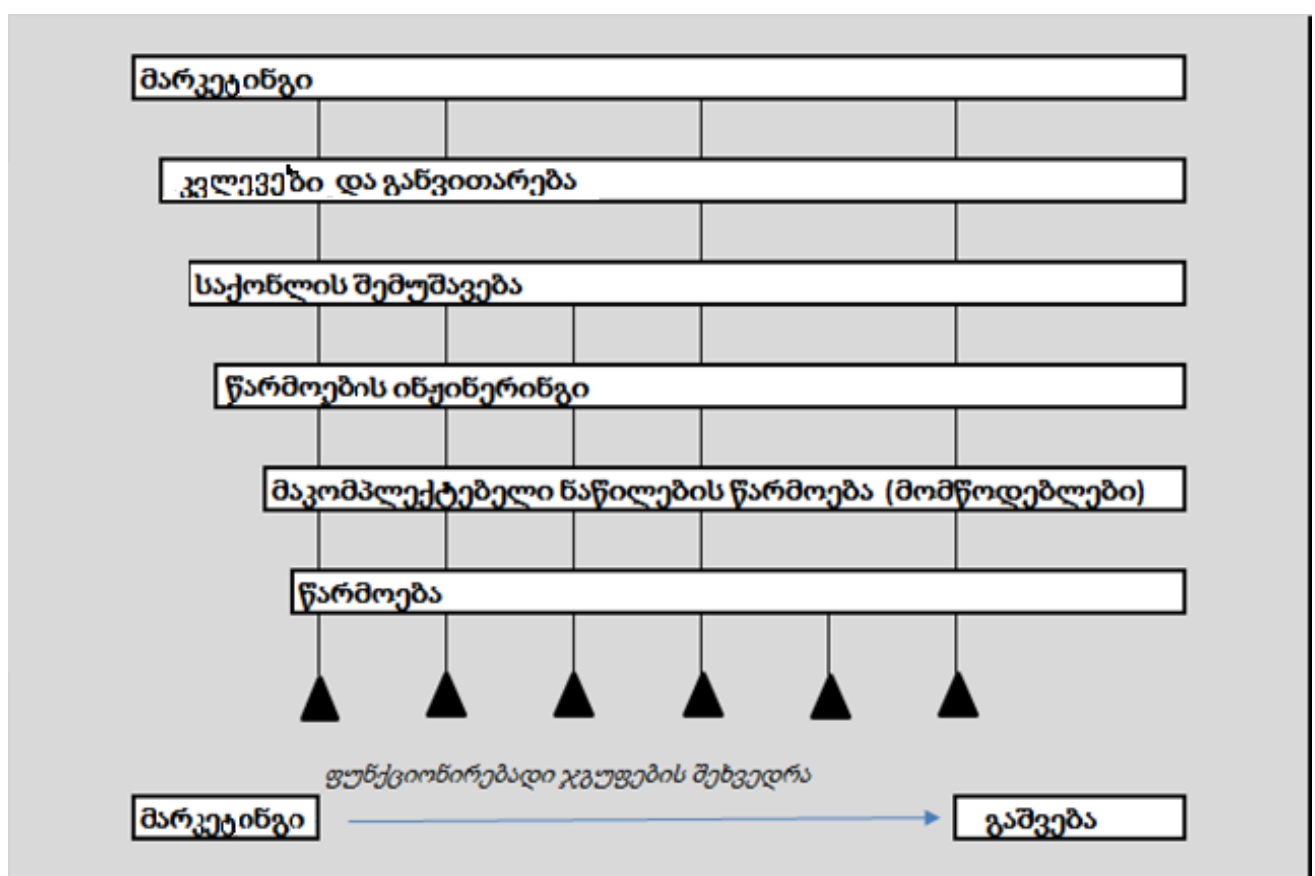 მარკეტინგი
კვლევები და განვითარება
საქონლის შემუშავება
წარმოების ინჟინერინგი
მაკომპლექტებელი ნაწილების წარმოება (მომწოდებლები)
წარმოება
ფუნქციონირებადი ჯგუფების შეხვედრა
მარკეტინგი
გაშვება